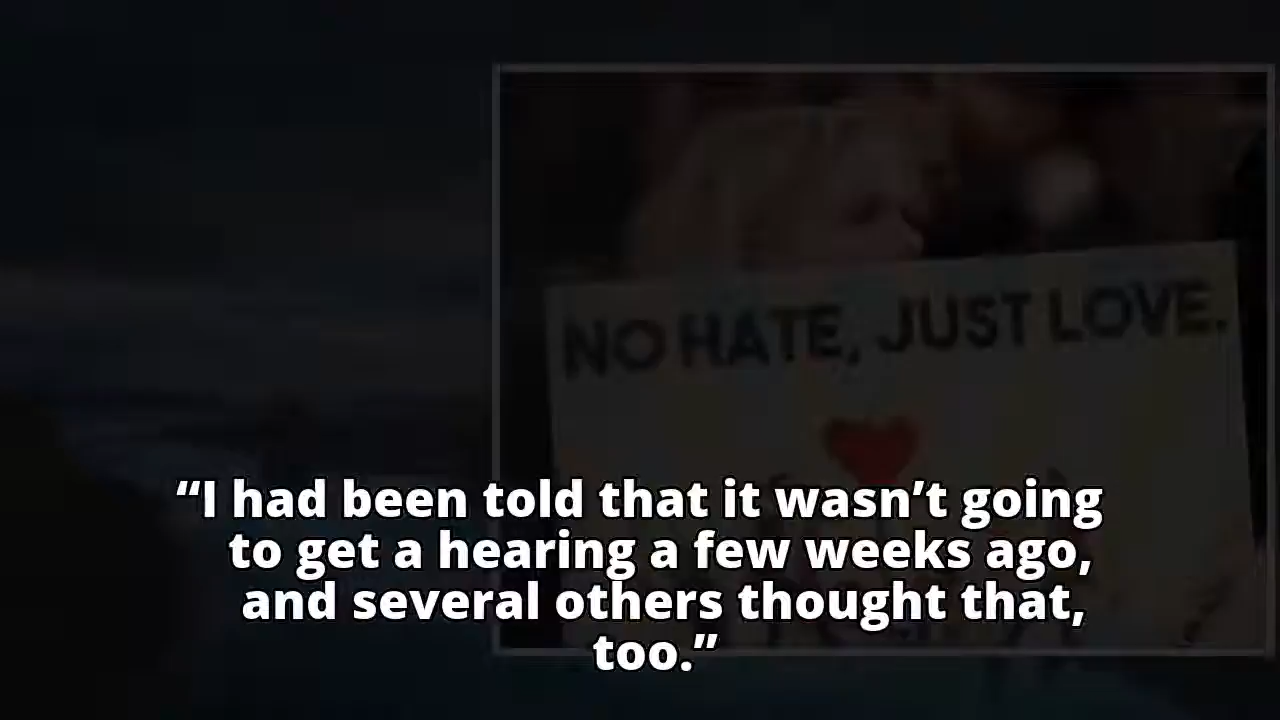 NO HATE, JUST LOVE.
“I had been told that it wasn’t going
to get a hearing a few weeks ago,
and several others thought that,
too.”